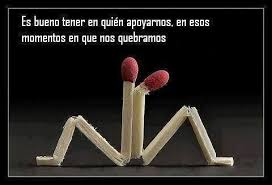 Es bueno tener en quién apoyarnos, en esos
momentos en que nos quebramos